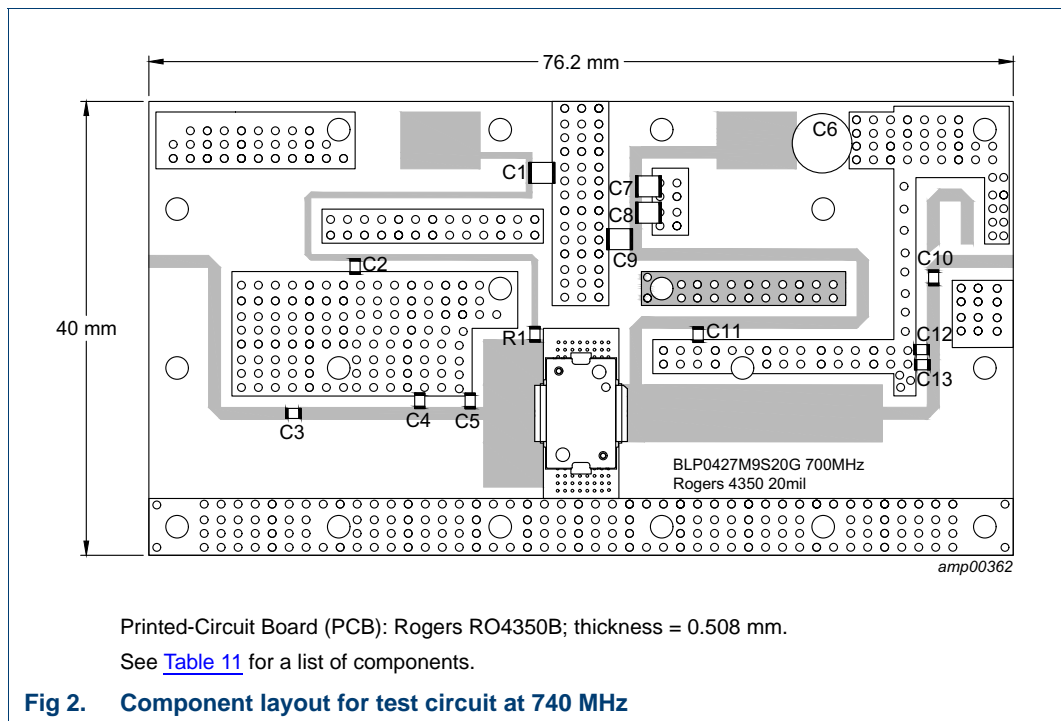 76.2 mm
C6
C1
C7
C8
C9
C2
C10
40 mm
R1
C11
C12
C13
C4
C5
C3
BLP0427M9S20G 700MHz
Rogers 4350 20mil
amp00362
Printed-Circuit Board (PCB): Rogers RO4350B; thickness = 0.508 mm.
See Table 11 for a list of components.
Fig 2. Component layout for test circuit at 740 MHz